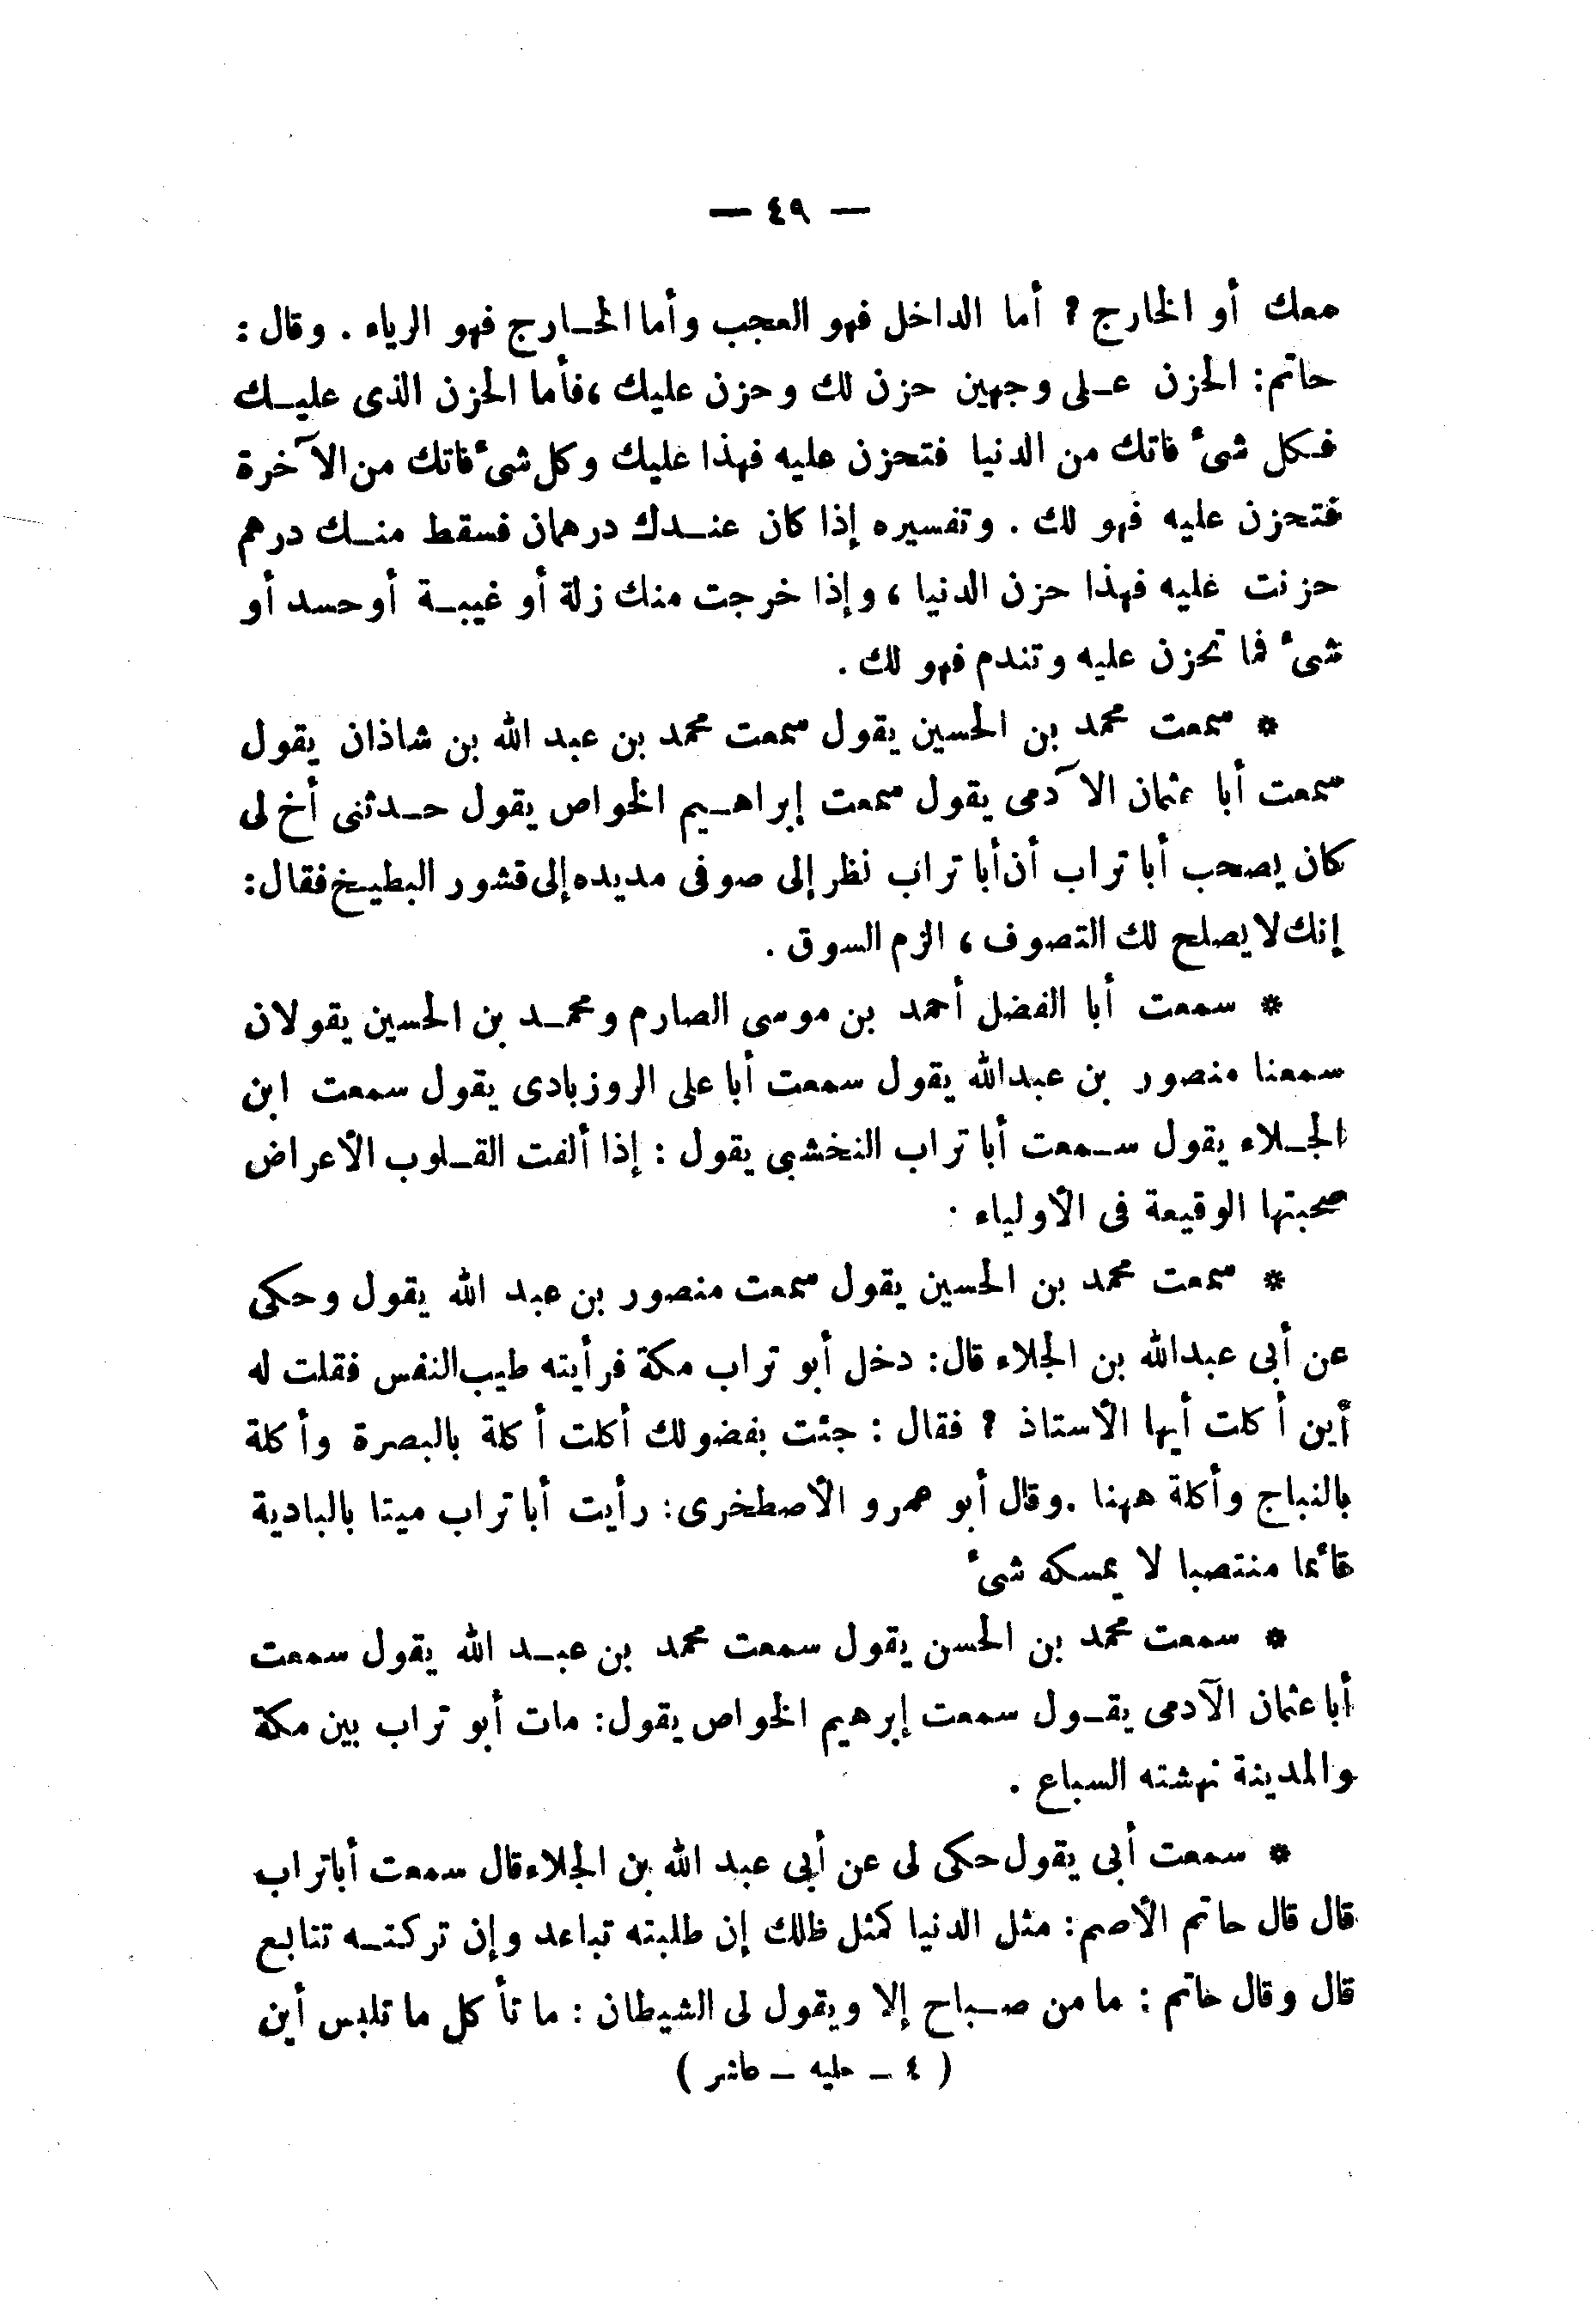 — ٤٩ —
معك أو الخارج ؟ أما الداخل فهو العجب وأما الخارج فهو الرياء . وقال :
حاتم : الحزن على وجهين حزن لك وحزن عليك ، فأما الحزن الذى عليك
فكل شىء فاتك من الدنيا فتحزن عليه فهذا عليك وكل شىء فاتك من الآخرة
فتحزن عليه فهو لك . وتفسيره إذا كان عندك درهمان فسقط منك درهم
حزنت عليه فهذا حزن الدنيا ، وإذا خرجت منك زلة أو غيبة أو حسد أو
شىء فما تحزن عليه وتندم فهو لك .
* سمعت محمد بن الحسين يقول سمعت محمد بن عبد الله بن شاذان يقول
سمعت أبا عثمان الآدمى يقول سمعت إبراهيم الخواص يقول حدثنى أخ لى
كان يصحب أبا تراب أن أبا تراب نظر إلى صوفى مد يده إلى قشور البطيخ فقال :
إنك لا يصلح لك التصوف ، الزم السوق .
* سمعت أبا الفضل أحمد بن موسى الصارم ومحمد بن الحسين يقولان
سمعنا منصور بن عبدالله يقول سمعت أبا على الروزبادى يقول سمعت ابن
الجلاء يقول سمعت أبا تراب النخشبى يقول : إذا ألفت القلوب الأعراض
صحبتها الوقيعة فى الأولياء .
* سمعت محمد بن الحسين يقول سمعت منصور بن عبد الله يقول وحكى
عن أبى عبدالله بن الجلاء قال : دخل أبو تراب مكة فرأيته طيب النفس فقلت له
أين أكلت أيها الأستاذ ؟ فقال : جئت بفضولك أكلت أكلة بالبصرة وأكلة
بالنباج وأكلة ههنا . وقال أبو عمرو الأصطخرى : رأيت أبا تراب ميتا بالبادية
قائما منتصبا لا يمسكه شىء
* سمعت محمد بن الحسن يقول سمعت محمد بن عبد الله يقول سمعت
أبا عثمان الآدمى يقول سمعت إبرهيم الخواص يقول : مات أبو تراب بين مكة
والمدينة نهشته السباع .
* سمعت أبى يقول حكى لى عن أبى عبد الله بن الجلاء قال سمعت أبا تراب
قال قال حاتم الأصم : مثل الدنيا كمثل ظلك إن طلبته تباعد وإن تركته تتابع
قال وقال حاتم : ما من صباح إلا ويقول لى الشيطان : ما تأكل ما تلبس أين
( ٤ – حليه – عاشر )